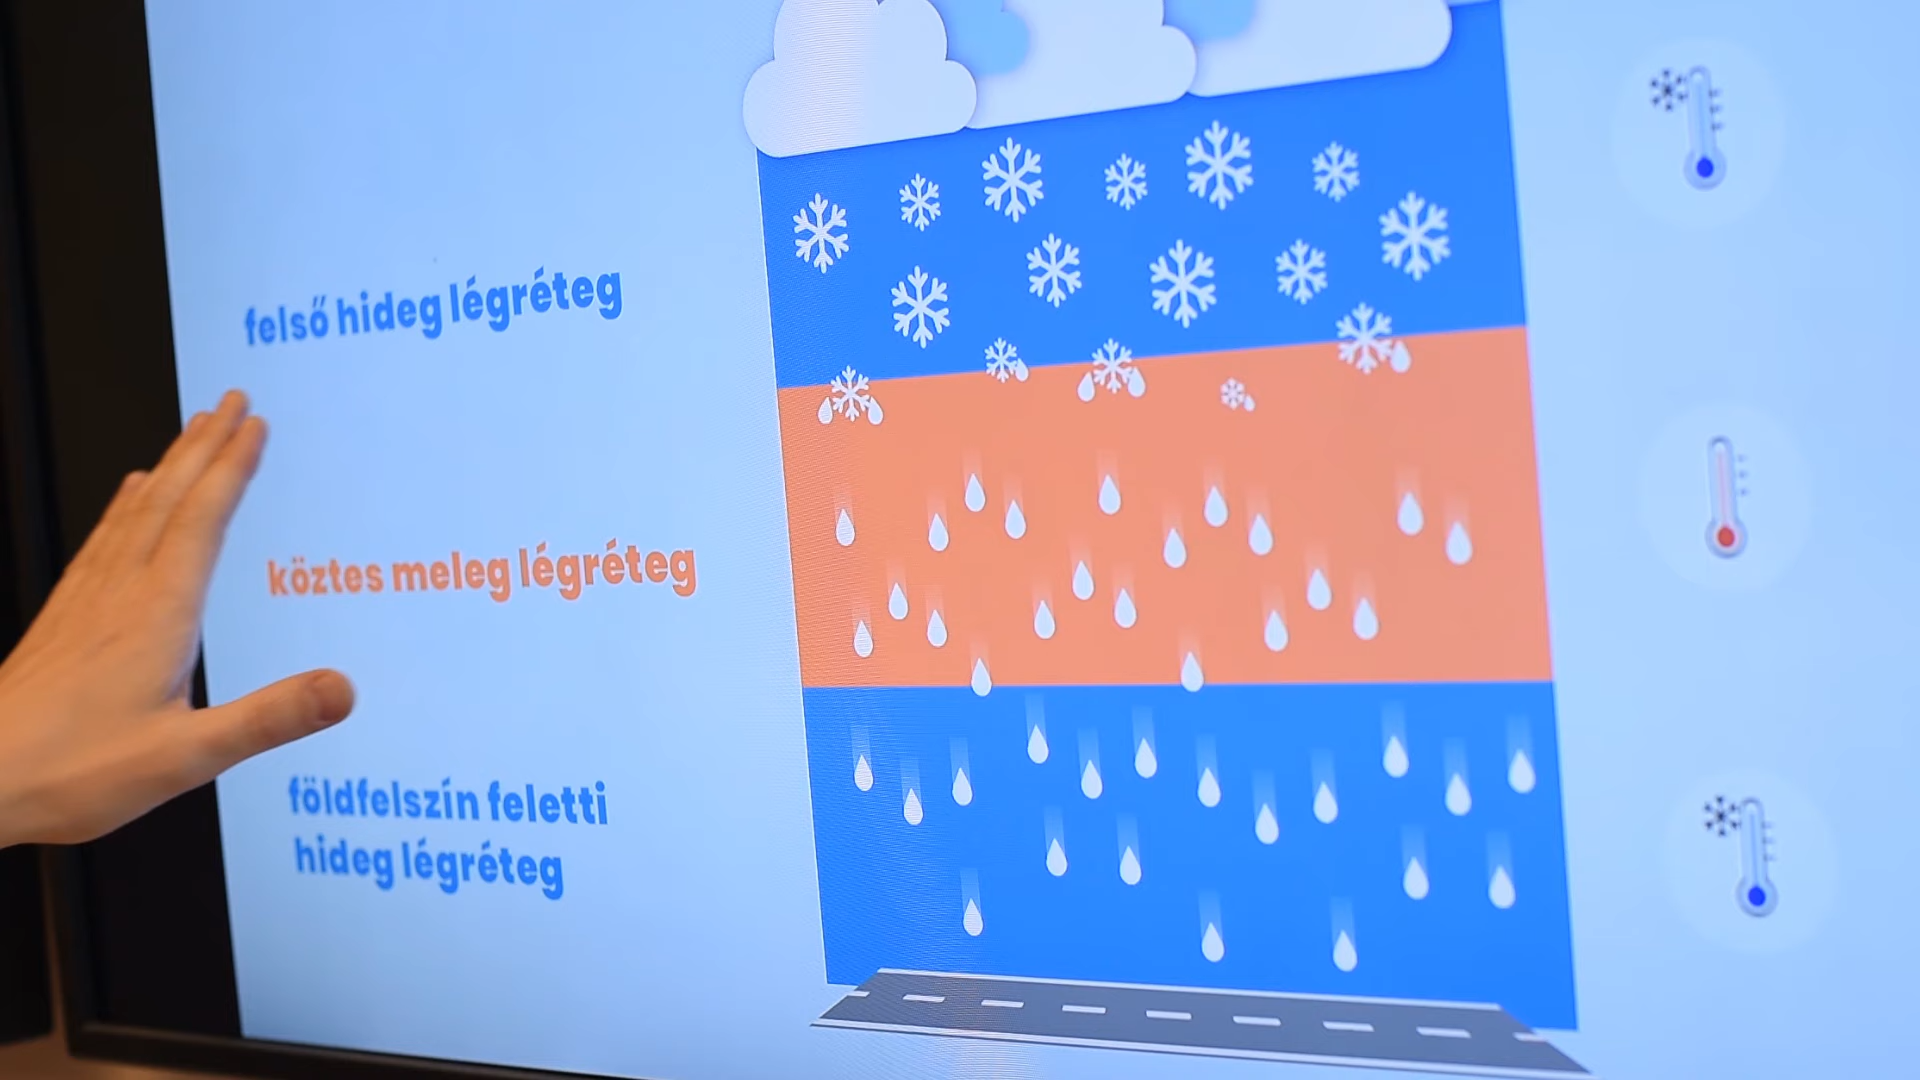 felső hideg légréteg
köztes meleg légréteg
földfelszín feletti
hideg légréteg